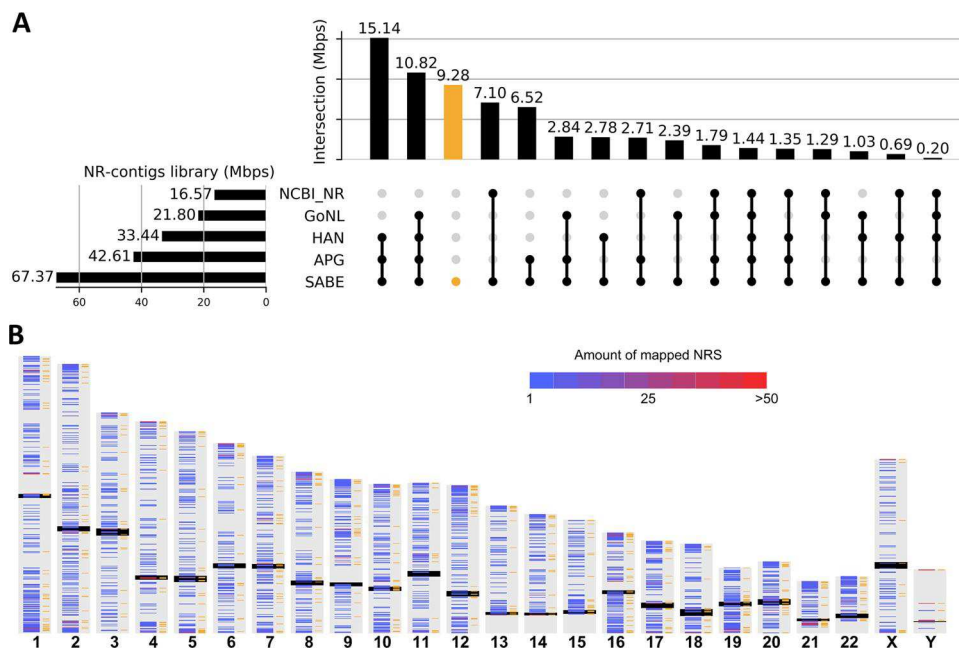 A
Intersection (Mbps)
15.14
10.82
9.28
7.10
6.52
2.84
2.78
2.71
2.39
1.79
1.44
1.35
1.29
1.03
0.69
0.20
NR-contigs library (Mbps)
16.57
21.80
33.44
42.61
67.37
60
40
20
0
NCBI_NR
GoNL
HAN
APG
SABE
B
Amount of mapped NRS
1 25 >50
1 2 3 4 5 6 7 8 9 10 11 12 13 14 15 16 17 18 19 20 21 22 X Y